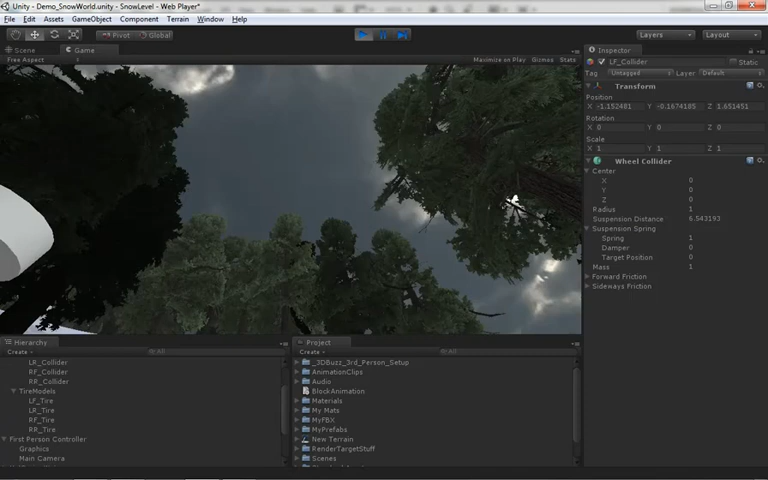 Unity - Demo_SnowWorld.unity - SnowLevel - Web Player*
File Edit Assets GameObject Component Terrain Window Help
Pivot Global Layers Layout
Scene Game Inspector
Free Aspect Maximize on Play Gizmos Stats
LF_Collider Static
Tag Untagged Layer Default
Transform
Position
X -1.152481 Y -0.1674185 Z 1.651451
Rotation
X 0 Y 0 Z 0
Scale
X 1 Y 1 Z 1
Wheel Collider
Center
X 0
Y 0
Z 0
Radius 1
Suspension Distance 6.543193
Suspension Spring
Spring 1
Damper 0
Target Position 0
Mass 1
Forward Friction
Sideways Friction
Hierarchy
Create All
LR_Collider
RF_Collider
RR_Collider
TireModels
LF_Tire
LR_Tire
RF_Tire
RR_Tire
First Person Controller
Graphics
Main Camera
Project
Create All
_3DBuzz_3rd_Person_Setup
AnimationClips
Audio
BlockAnimation
Materials
My Mats
MyFBX
MyPrefabs
New Terrain
RenderTargetStuff
Scenes